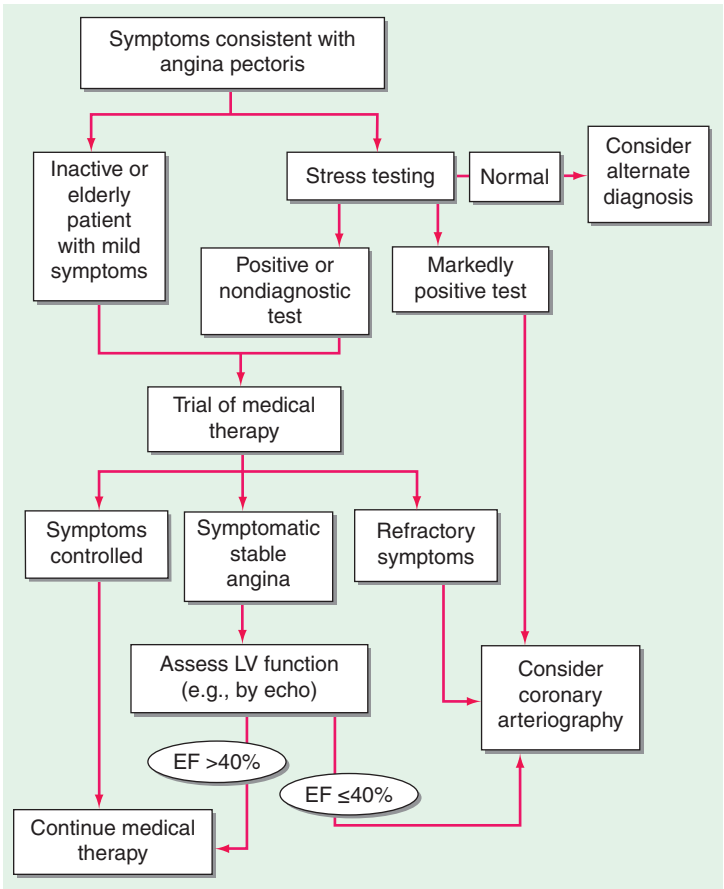 Symptoms consistent with
angina pectoris
Inactive or
elderly
patient
with mild
symptoms
Stress testing
Normal
Consider
alternate
diagnosis
Positive or
nondiagnostic
test
Markedly
positive test
Trial of medical
therapy
Symptoms
controlled
Symptomatic
stable
angina
Refractory
symptoms
Assess LV function
(e.g., by echo)
Consider
coronary
arteriography
EF >40%
EF ≤40%
Continue medical
therapy